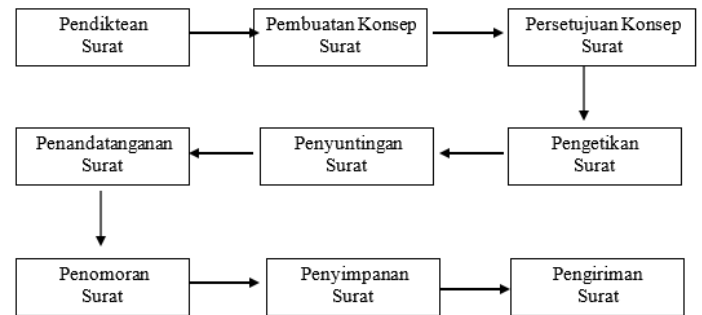 Pendiktean
Surat
Pembuatan Konsep
Surat
Persetujuan Konsep
Surat
Pengetikan
Surat
Penyuntingan
Surat
Penandatanganan
Surat
Penomoran
Surat
Penyimpanan
Surat
Pengiriman
Surat